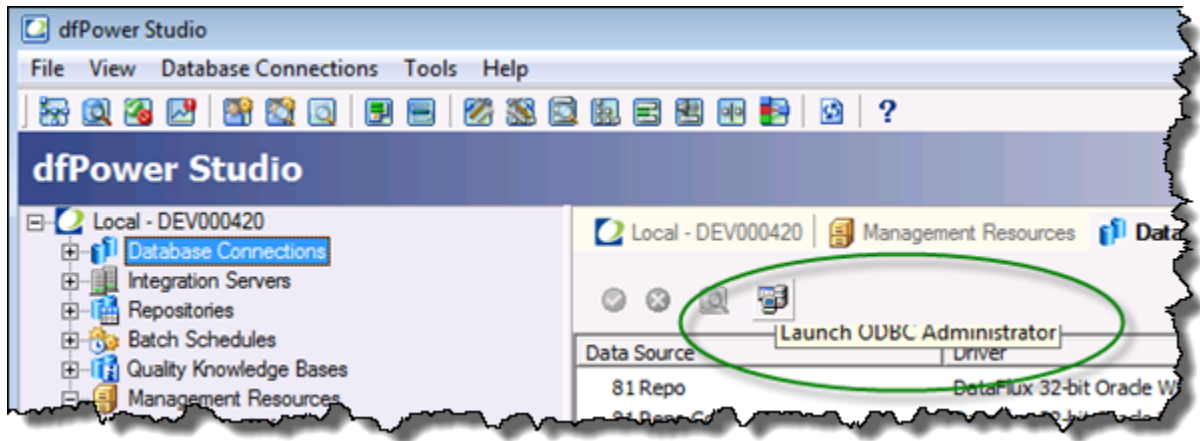 dfPower Studio
File View Database Connections Tools Help
?
dfPower Studio
Local - DEV000420
Database Connections
Integration Servers
Repositories
Batch Schedules
Quality Knowledge Bases
Management Resources
Local - DEV000420 Management Resources Data
Launch ODBC Administrator
Data Source Driver
81 Repo DataFlux 32-bit Oracle W